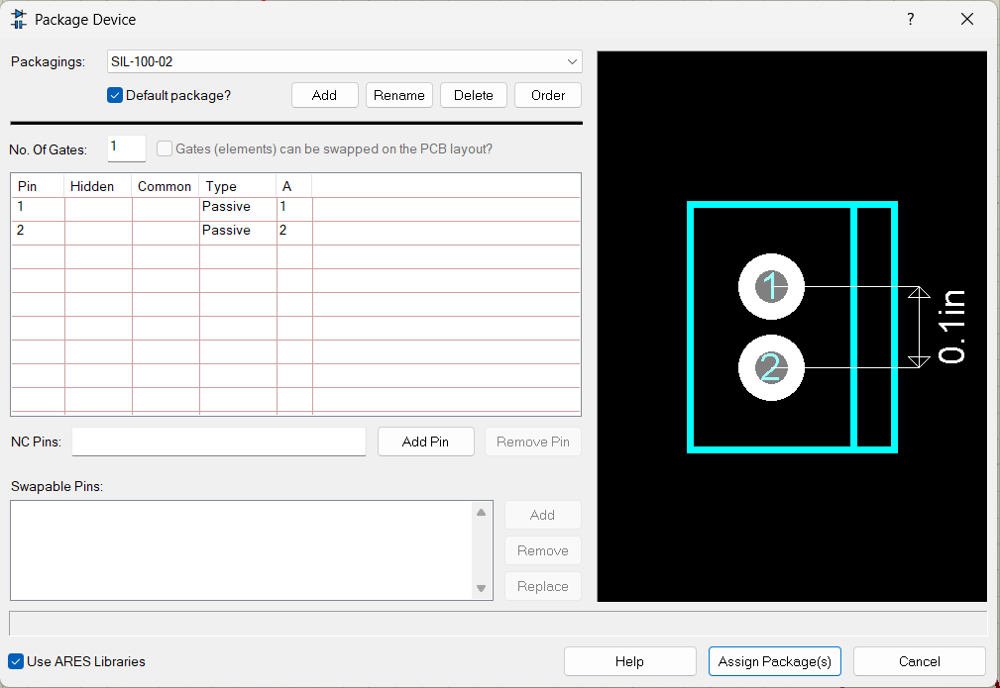 Package Device ?
Packagings: SIL-100-02
Default package? Add Rename Delete Order
No. Of Gates: 1 Gates (elements) can be swapped on the PCB layout?
Pin Hidden Common Type A
1 Passive 1
2 Passive 2
NC Pins: Add Pin Remove Pin
Swapable Pins:
Add
Remove
Replace
1
2
0.1in
Use ARES Libraries Help Assign Package(s) Cancel